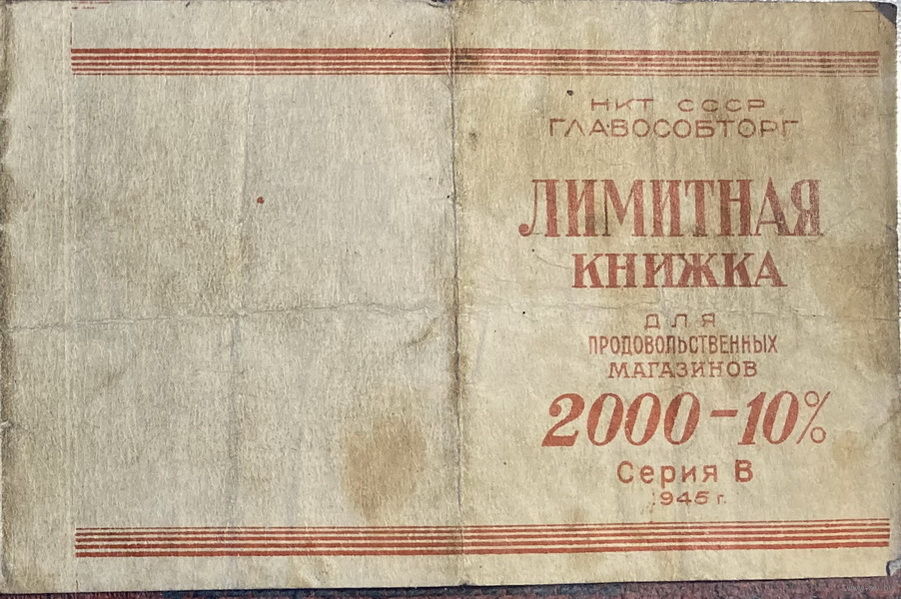 НКТ СССР
ГЛАВОСОБТОРГ
ЛИМИТНАЯ
КНИЖКА
ДЛЯ
ПРОДОВОЛЬСТВЕННЫХ
МАГАЗИНОВ
2000-10%
Серия В
1945 г.